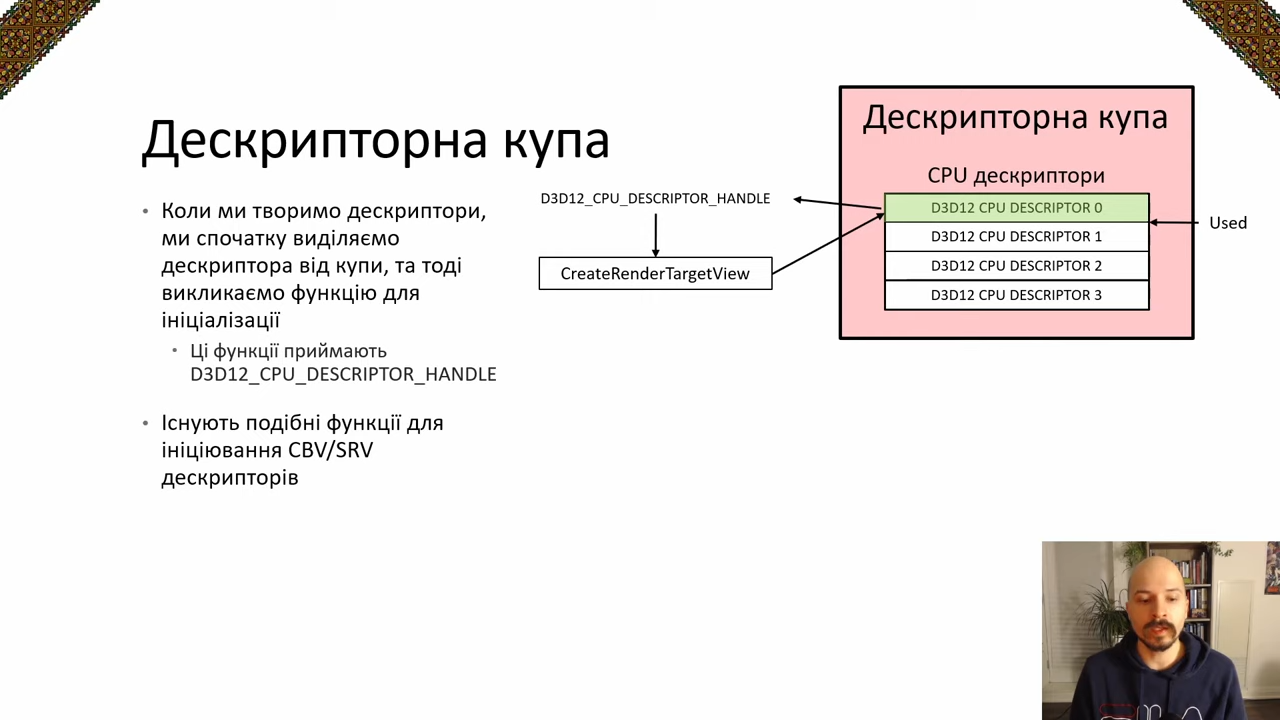 Дескрипторна купа
Коли ми творимо дескриптори,
ми спочатку виділяємо
дескриптора від купи, та тоді
викликаємо функцію для
ініціалізації
Ці функції приймають
D3D12_CPU_DESCRIPTOR_HANDLE
Існують подібні функції для
ініціювання CBV/SRV
дескрипторів
D3D12_CPU_DESCRIPTOR_HANDLE
CreateRenderTargetView
Дескрипторна купа
CPU дескриптори
D3D12 CPU DESCRIPTOR 0
D3D12 CPU DESCRIPTOR 1
D3D12 CPU DESCRIPTOR 2
D3D12 CPU DESCRIPTOR 3
Used